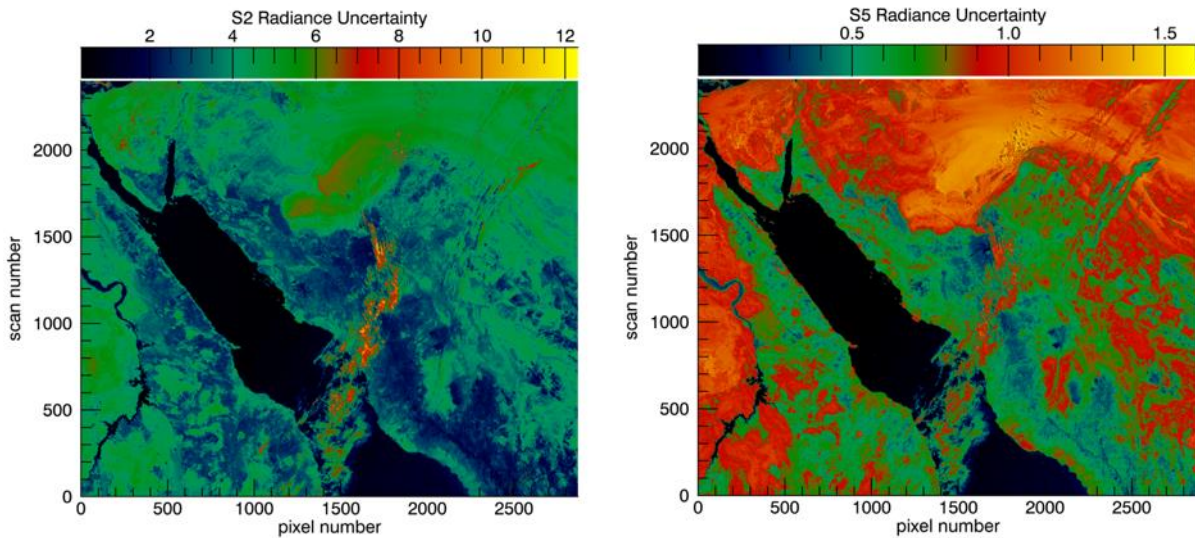 S2 Radiance Uncertainty
2 4 6 8 10 12
scan number
2000
1500
1000
500
0
0 500 1000 1500 2000 2500
pixel number
S5 Radiance Uncertainty
0.5 1.0 1.5
scan number
2000
1500
1000
500
0
0 500 1000 1500 2000 2500
pixel number